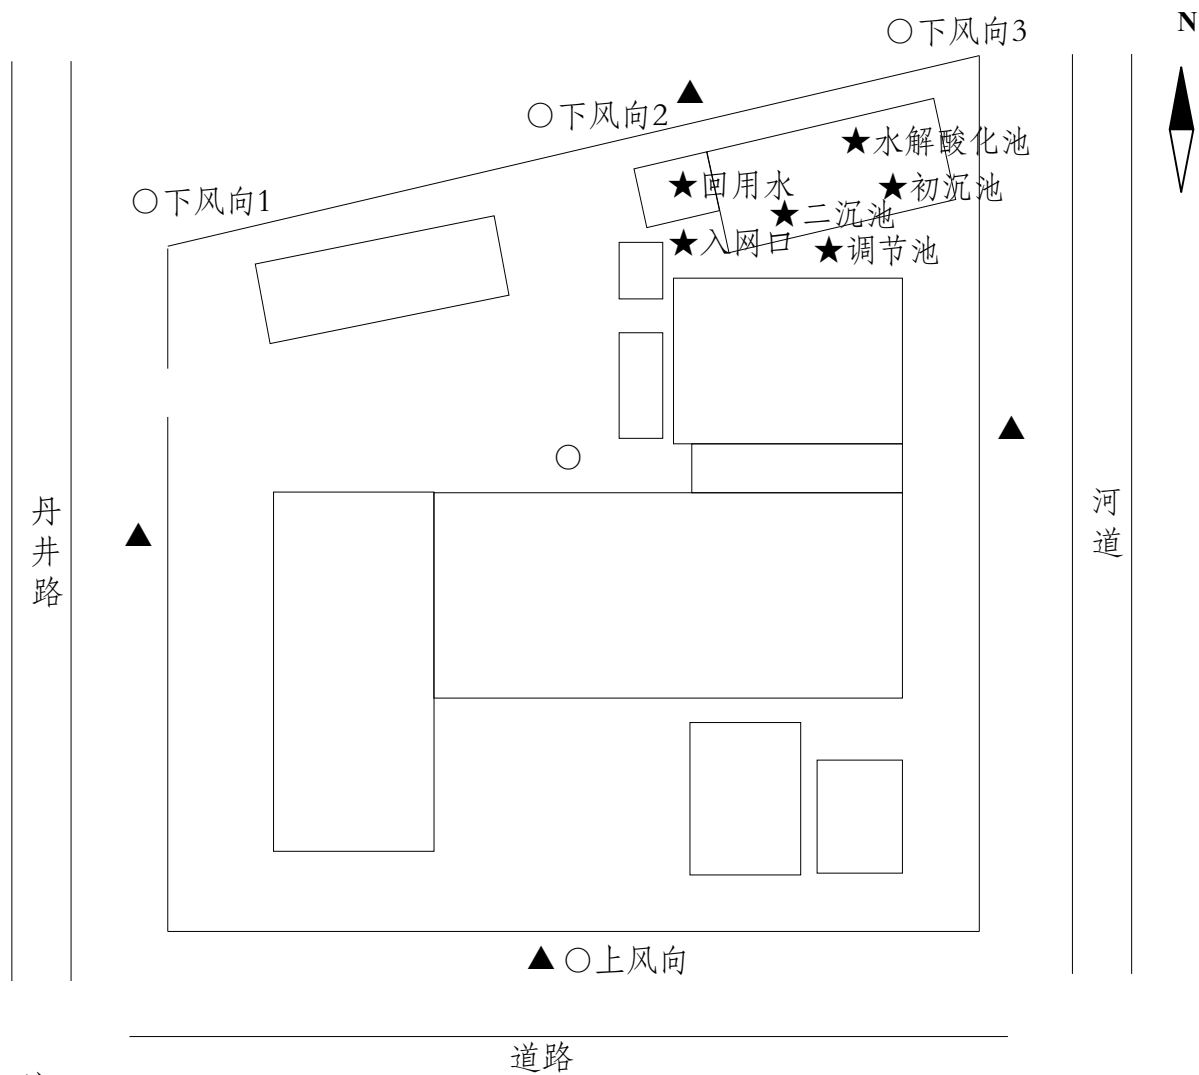 N
○下风向3
○下风向2
★水解酸化池
★回用水
★初沉池
○下风向1
★二沉池
★入网口
★调节池
丹井路
河道
▲○上风向
道路